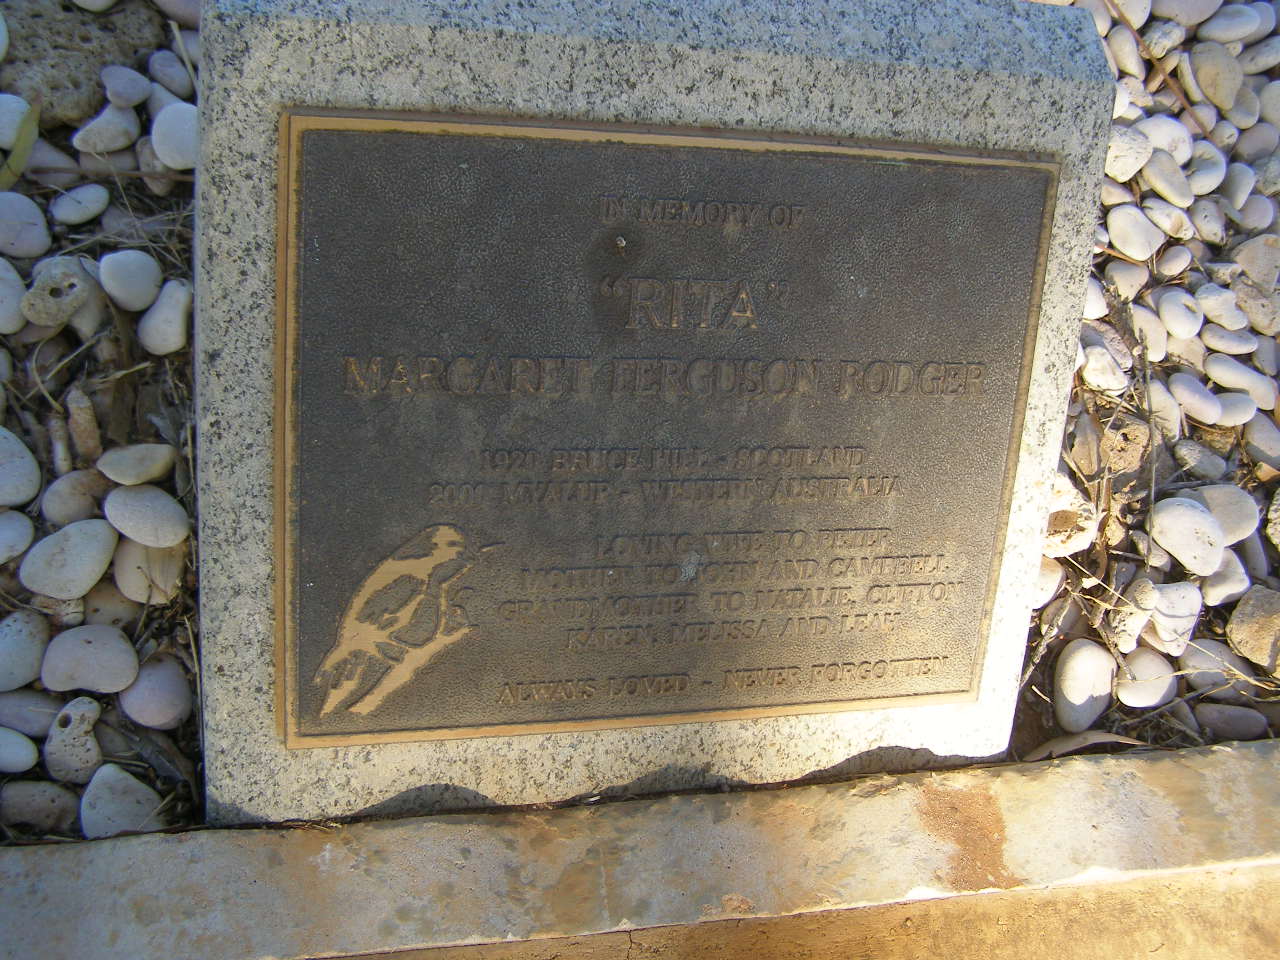 IN MEMORY OF
"RITA"
MARGARET FERGUSON RODGER
1920 BRUCE HILL - SCOTLAND
MYALUP - WESTERN AUSTRALIA
LOVING WIFE TO PETER
MOTHER TO JOHN AND CAMPBELL
GRANDMOTHER TO NATALIE, CLIFTON
KAREN, MELISSA AND LEAH
ALWAYS LOVED - NEVER FORGOTTEN